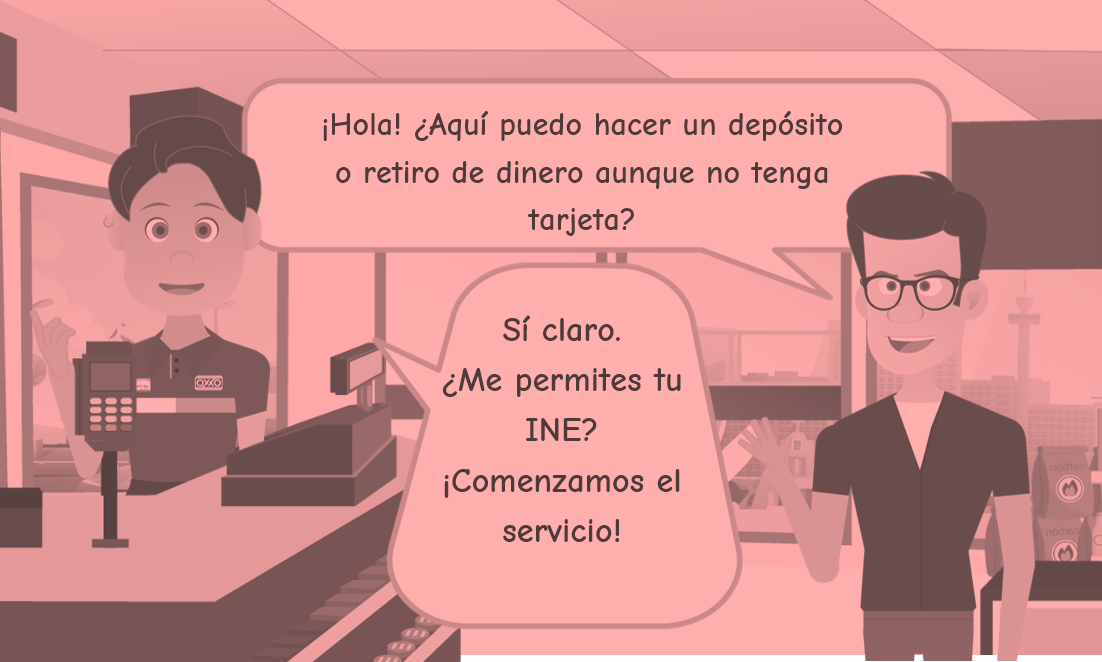 ¡Hola! ¿Aquí puedo hacer un depósito
o retiro de dinero aunque no tenga
tarjeta?
Sí claro.
¿Me permites tu
INE?
¡Comenzamos el
servicio!
OXXO